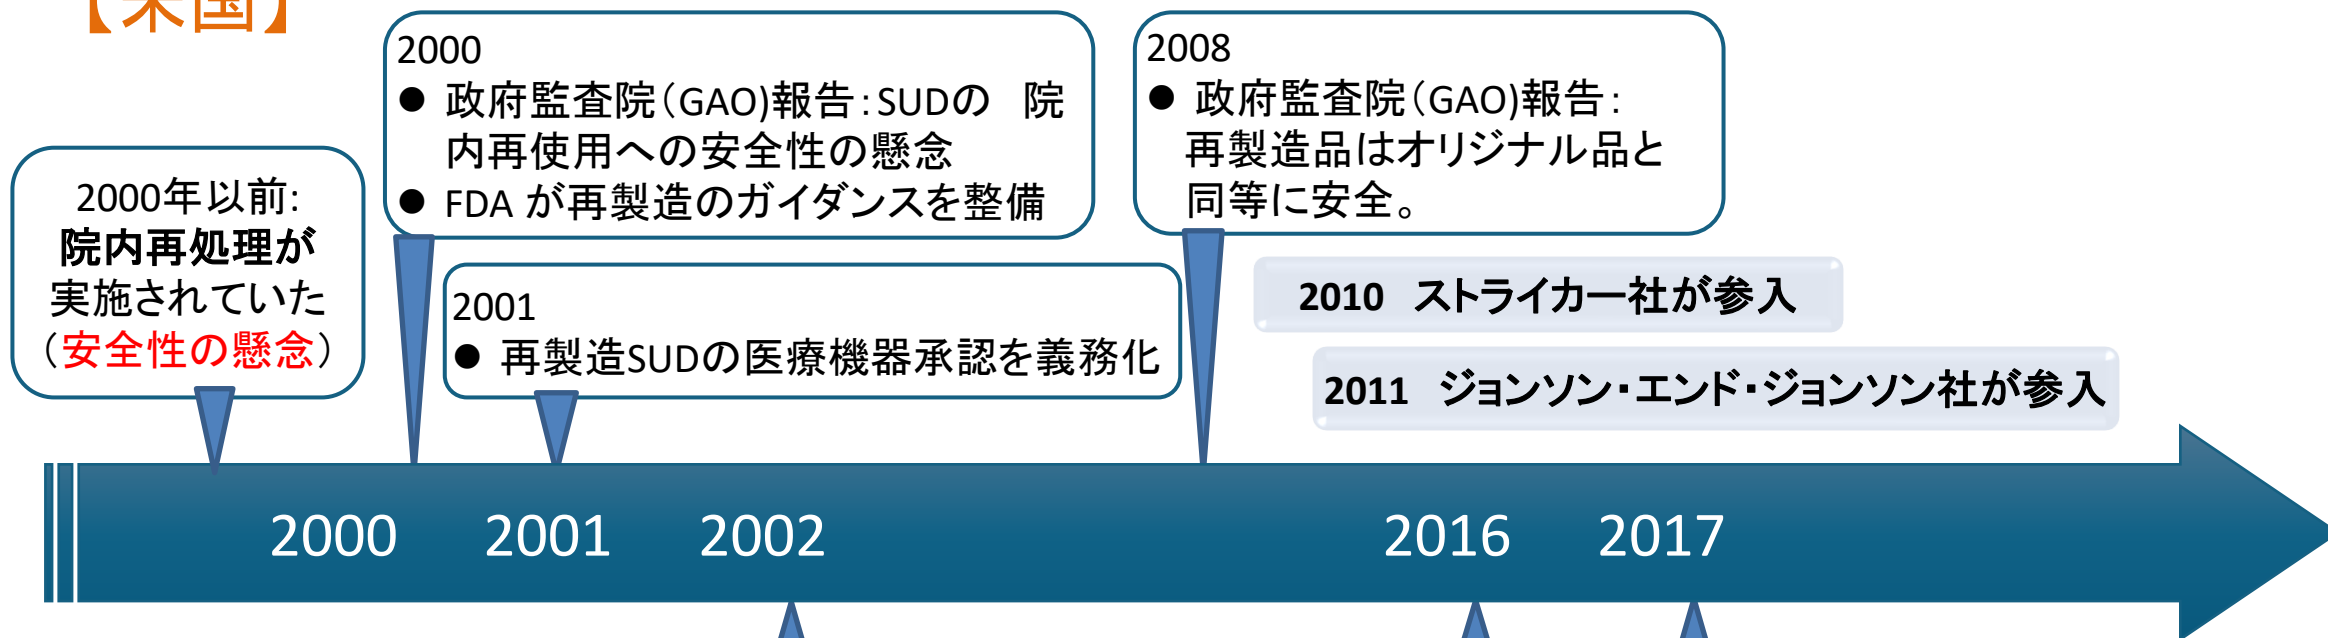 【米国】
2000
● 政府監査院(GAO)報告:SUDの 院
内再使用への安全性の懸念
● FDA が再製造のガイダンスを整備
2008
● 政府監査院(GAO)報告:
再製造品はオリジナル品と
同等に安全。
2000年以前:
院内再処理が
実施されていた
(安全性の懸念)
2001
● 再製造SUDの医療機器承認を義務化
2010 ストライカー社が参入
2011 ジョンソン・エンド・ジョンソン社が参入
2000 2001 2002 2016 2017